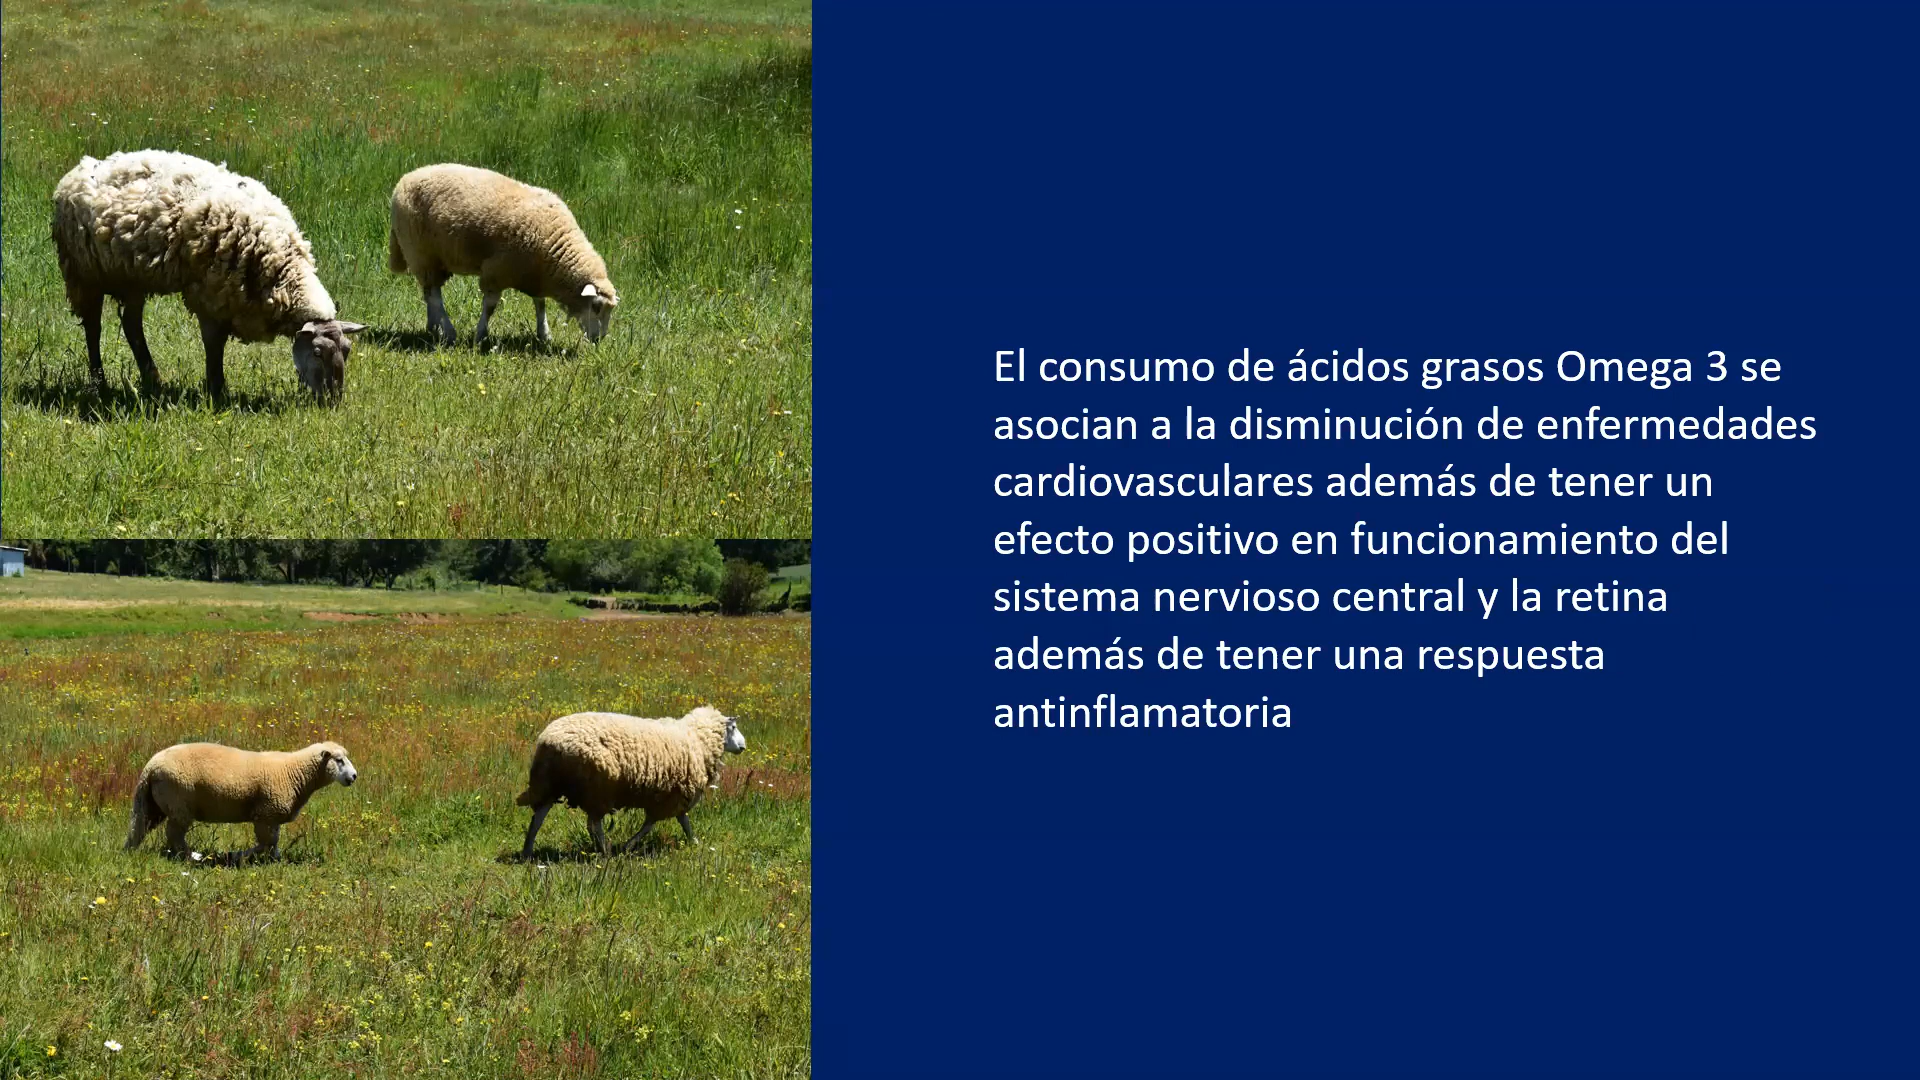 El consumo de ácidos grasos Omega 3 se
asocian a la disminución de enfermedades
cardiovasculares además de tener un
efecto positivo en funcionamiento del
sistema nervioso central y la retina
además de tener una respuesta
antinflamatoria